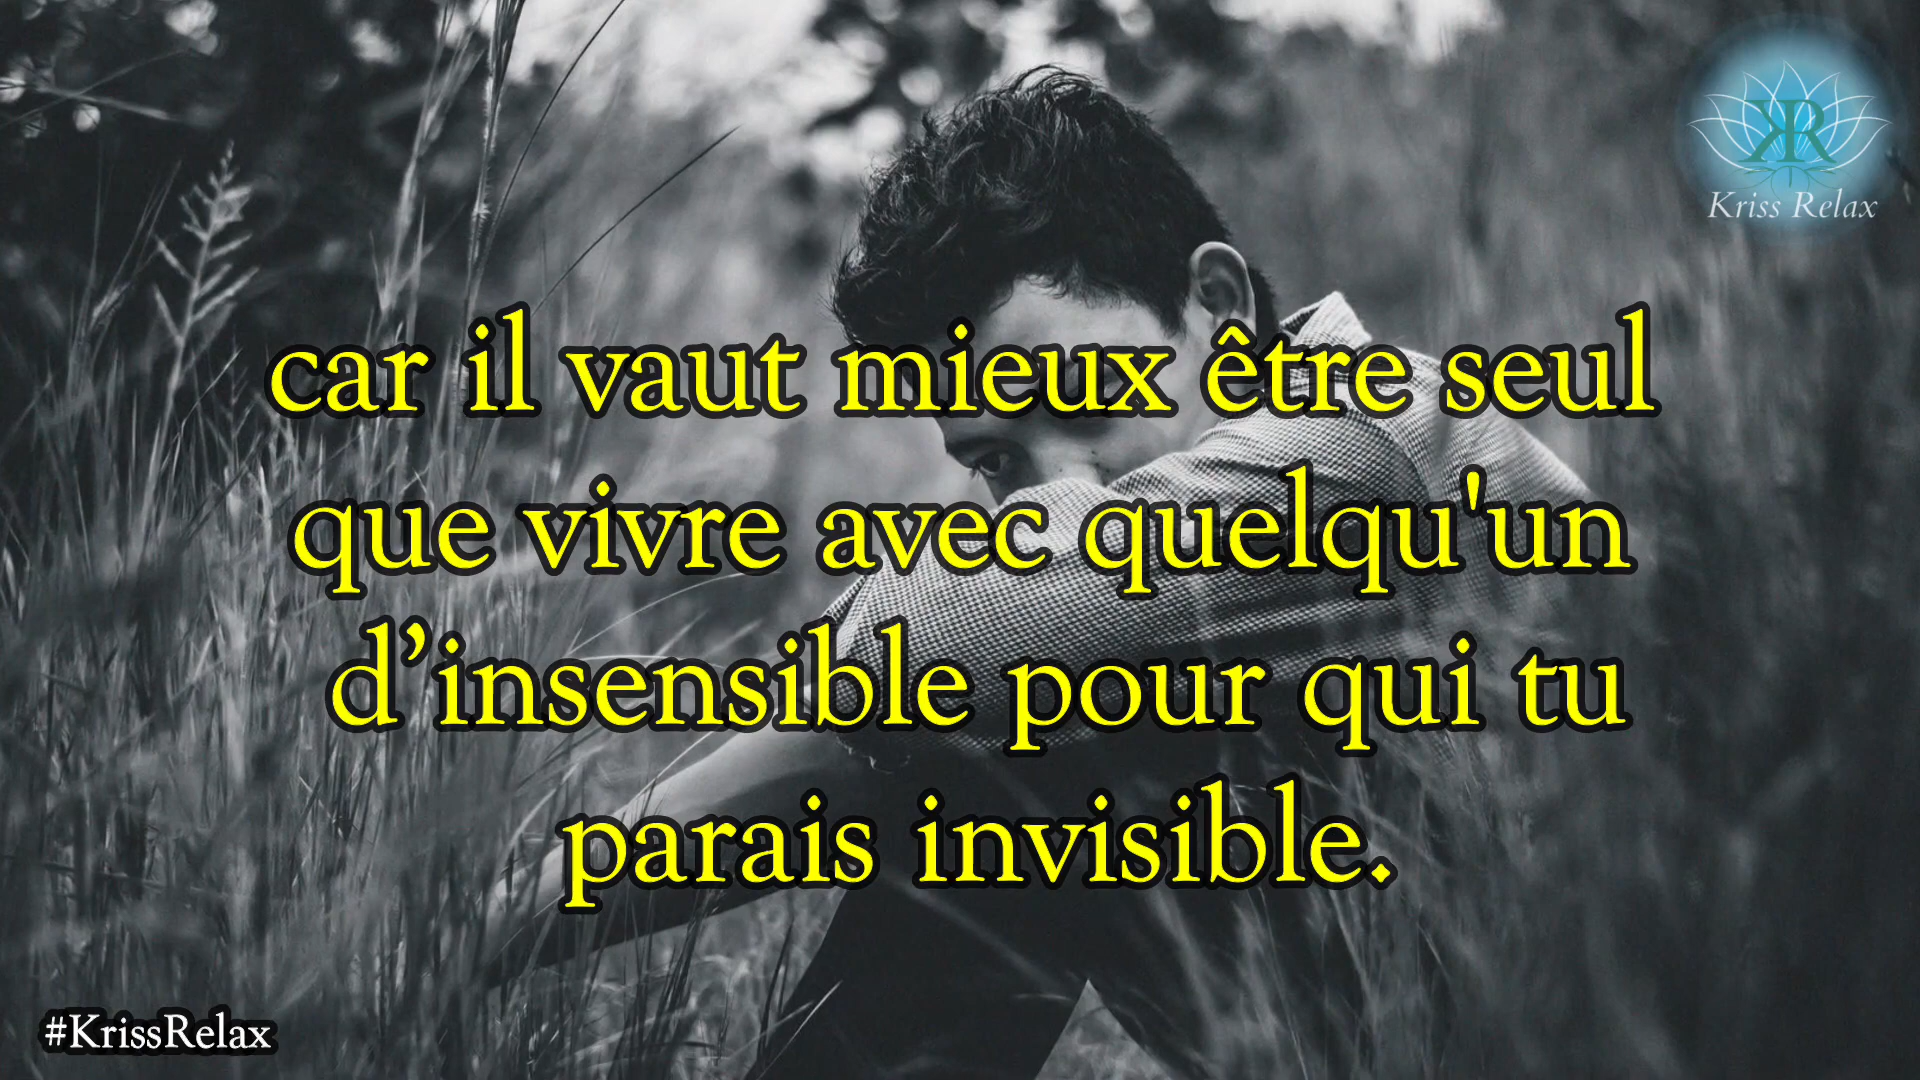 KR
Kriss Relax
car il vaut mieux être seul
que vivre avec quelqu'un
d’insensible pour qui tu
parais invisible.
#KrissRelax